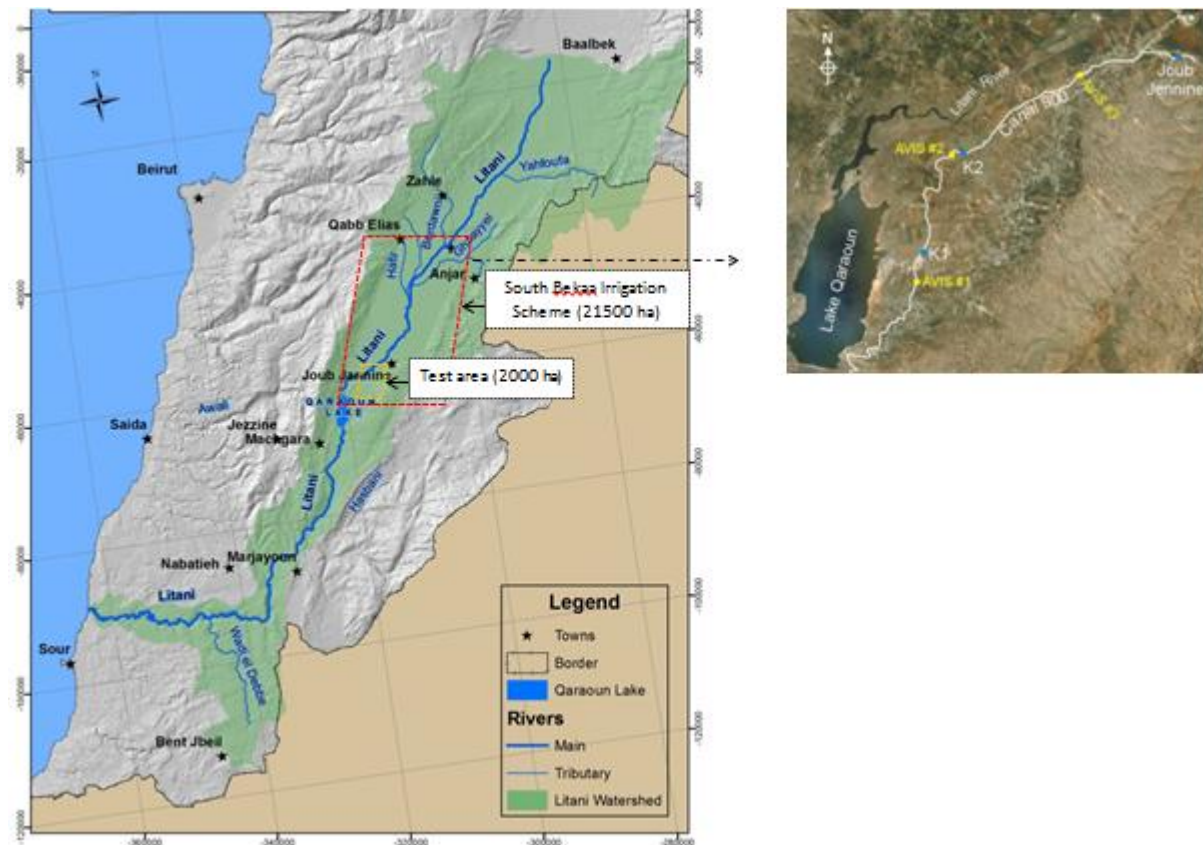 Baalbek
Beirut
Zahle
Litani
Yahfoufa
Berdawni
Qabb Elias
Ghzayyel
Hafir
Anjar
South Bekaa Irrigation
Scheme (21500 ha)
Litani
Joub Jannine
Test area (2000 ha)
QARAOUN
LAKE
Awali
Saida
Jezzine
Machgara
Litani
Hasbani
Nabatieh
Marjayoun
Litani
Wadi el Debbe
Sour
Bent Jbeil
Legend
Towns
Border
Qaraoun Lake
Rivers
Main
Tributary
Litani Watershed
N
Litani River
Canal 900
Joub
Jennine
AVIS #3
AVIS #2
K2
K1
AVIS #1
Lake Qaraoun